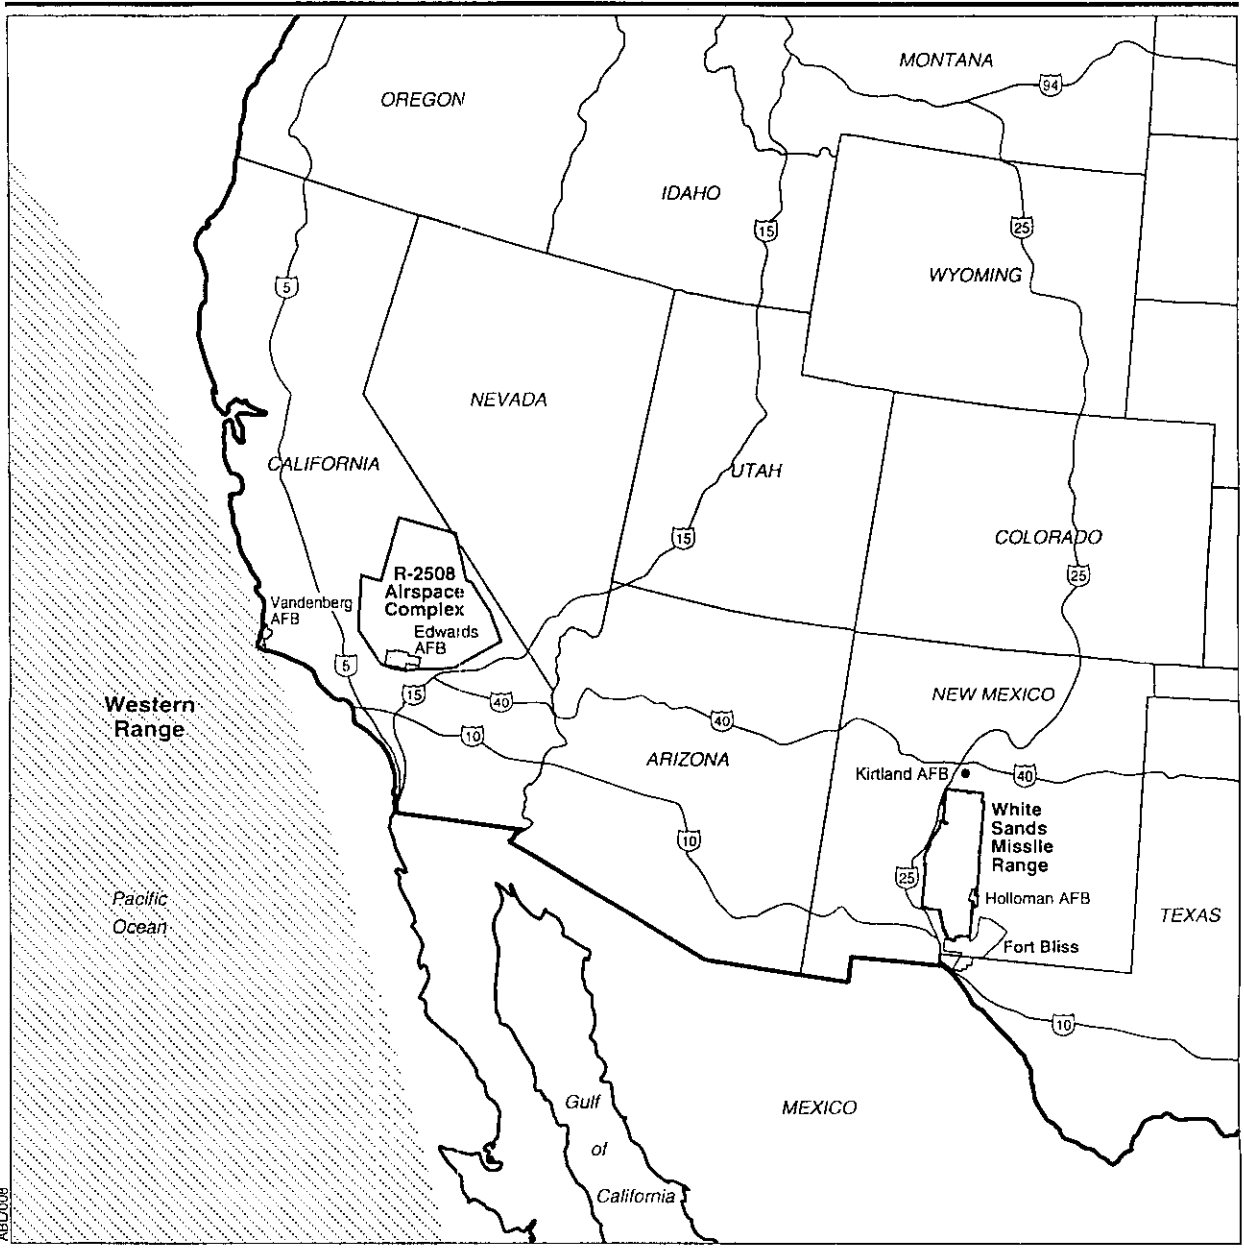 MONTANA
94
OREGON
IDAHO
15
25
WYOMING
5
NEVADA
CALIFORNIA
UTAH
15
COLORADO
25
R-2508
Airspace
Complex
Vandenberg
AFB
Edwards
AFB
5
15
40
NEW MEXICO
Western
Range
10
40
ARIZONA
Kirtland AFB
40
White
Sands
Missile
Range
10
25
Holloman AFB
Pacific
Ocean
TEXAS
Fort Bliss
10
Gulf
of
California
MEXICO
ABL/008